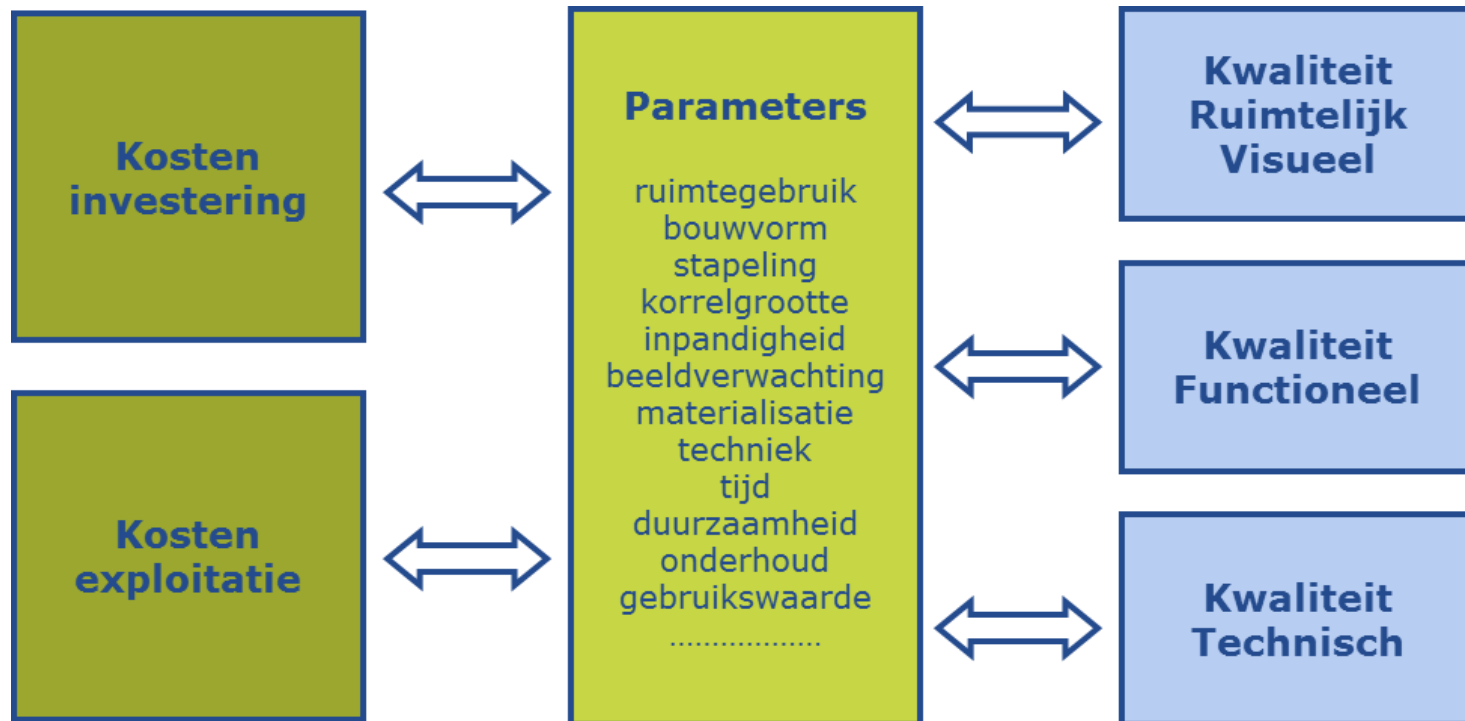 Kosten
investering
Kosten
exploitatie
Parameters
ruimtegebruik
bouwvorm
stapeling
korrelgrootte
inpandigheid
beeldverwachting
materialisatie
techniek
tijd
duurzaamheid
onderhoud
gebruikswaarde
.................
Kwaliteit
Ruimtelijk
Visueel
Kwaliteit
Functioneel
Kwaliteit
Technisch